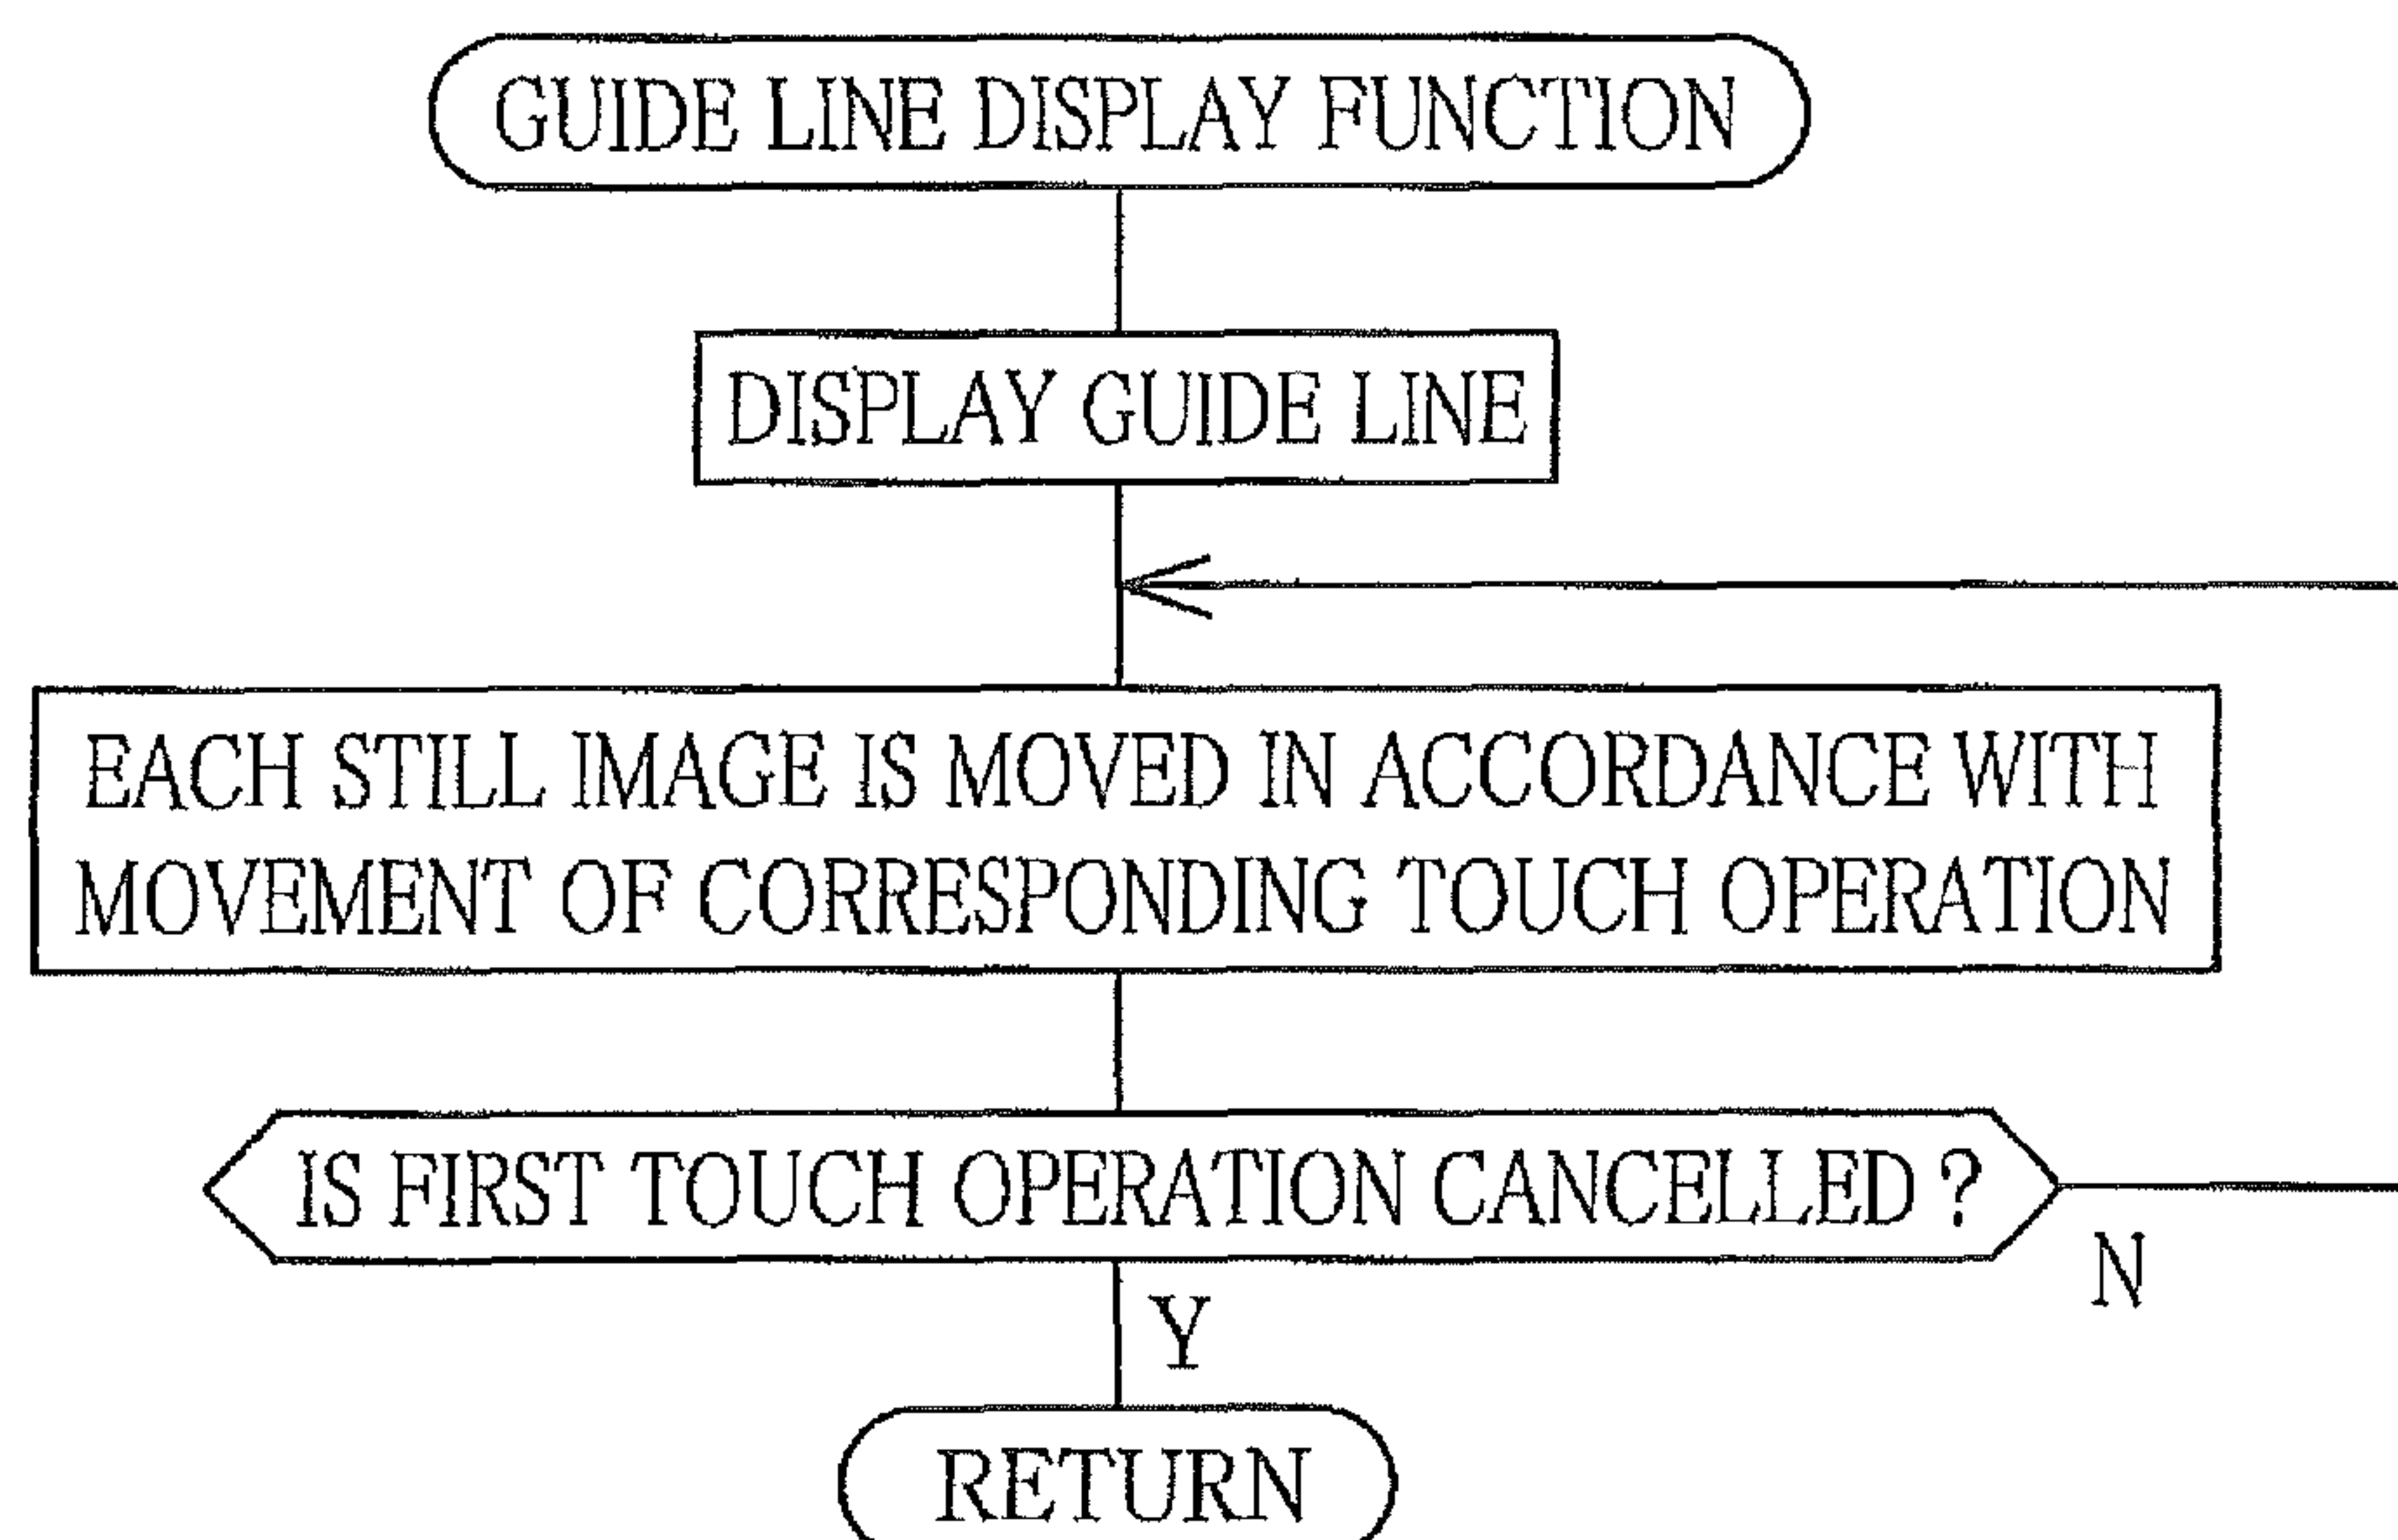 GUIDE LINE DISPLAY FUNCTION
DISPLAY GUIDE LINE
EACH STILL IMAGE IS MOVED IN ACCORDANCE WITH
MOVEMENT OF CORRESPONDING TOUCH OPERATION
IS FIRST TOUCH OPERATION CANCELLED ?
N
Y
RETURN